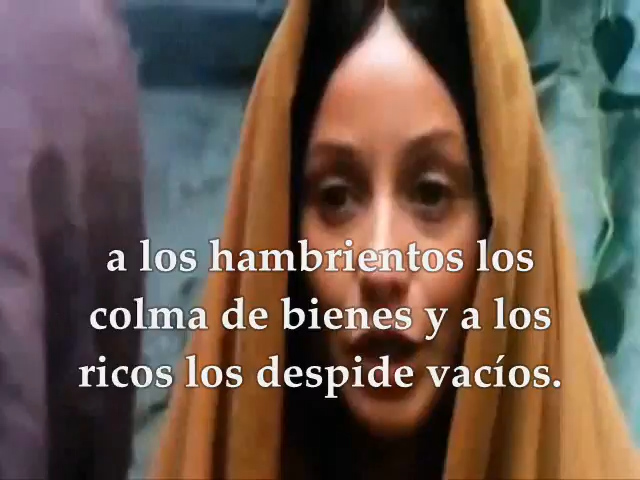 a los hambrientos los
colma de bienes y a los
ricos los despide vacíos.